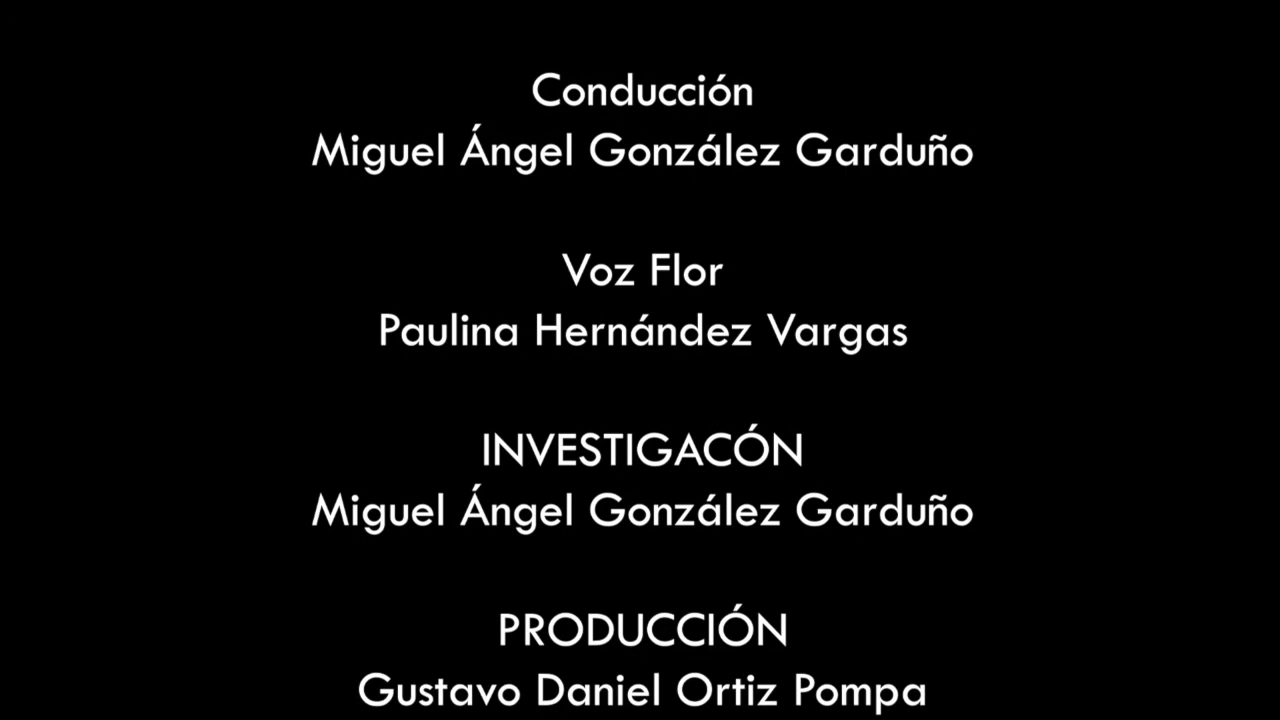 Conducción
Miguel Ángel González Garduño
Voz Flor
Paulina Hernández Vargas
INVESTIGACÓN
Miguel Ángel González Garduño
PRODUCCIÓN
Gustavo Daniel Ortiz Pompa